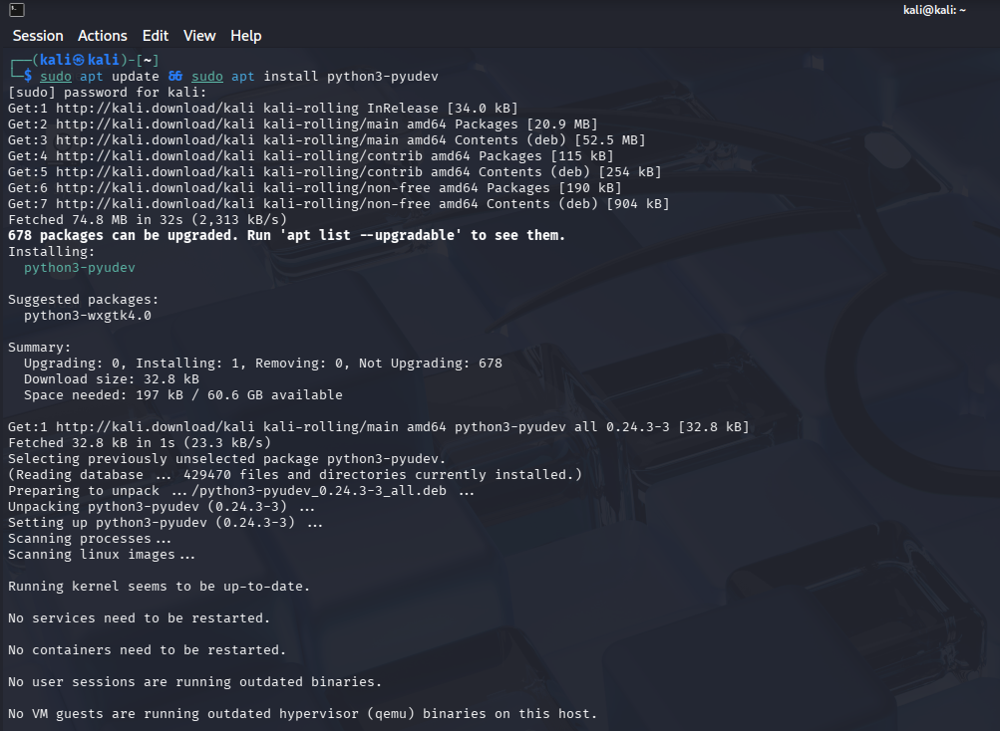 kali@kali: ~
Session Actions Edit View Help
┌──(kali㉿kali)-[~]
└─$ sudo apt update && sudo apt install python3-pyudev
[sudo] password for kali:
Get:1 http://kali.download/kali kali-rolling InRelease [34.0 kB]
Get:2 http://kali.download/kali kali-rolling/main amd64 Packages [20.9 MB]
Get:3 http://kali.download/kali kali-rolling/main amd64 Contents (deb) [52.5 MB]
Get:4 http://kali.download/kali kali-rolling/contrib amd64 Packages [115 kB]
Get:5 http://kali.download/kali kali-rolling/contrib amd64 Contents (deb) [254 kB]
Get:6 http://kali.download/kali kali-rolling/non-free amd64 Packages [190 kB]
Get:7 http://kali.download/kali kali-rolling/non-free amd64 Contents (deb) [904 kB]
Fetched 74.8 MB in 32s (2,313 kB/s)
678 packages can be upgraded. Run 'apt list --upgradable' to see them.
Installing:
  python3-pyudev

Suggested packages:
  python3-wxgtk4.0

Summary:
  Upgrading: 0, Installing: 1, Removing: 0, Not Upgrading: 678
  Download size: 32.8 kB
  Space needed: 197 kB / 60.6 GB available

Get:1 http://kali.download/kali kali-rolling/main amd64 python3-pyudev all 0.24.3-3 [32.8 kB]
Fetched 32.8 kB in 1s (23.3 kB/s)
Selecting previously unselected package python3-pyudev.
(Reading database ... 429470 files and directories currently installed.)
Preparing to unpack .../python3-pyudev_0.24.3-3_all.deb ...
Unpacking python3-pyudev (0.24.3-3) ...
Setting up python3-pyudev (0.24.3-3) ...
Scanning processes...
Scanning linux images...

Running kernel seems to be up-to-date.

No services need to be restarted.

No containers need to be restarted.

No user sessions are running outdated binaries.

No VM guests are running outdated hypervisor (qemu) binaries on this host.